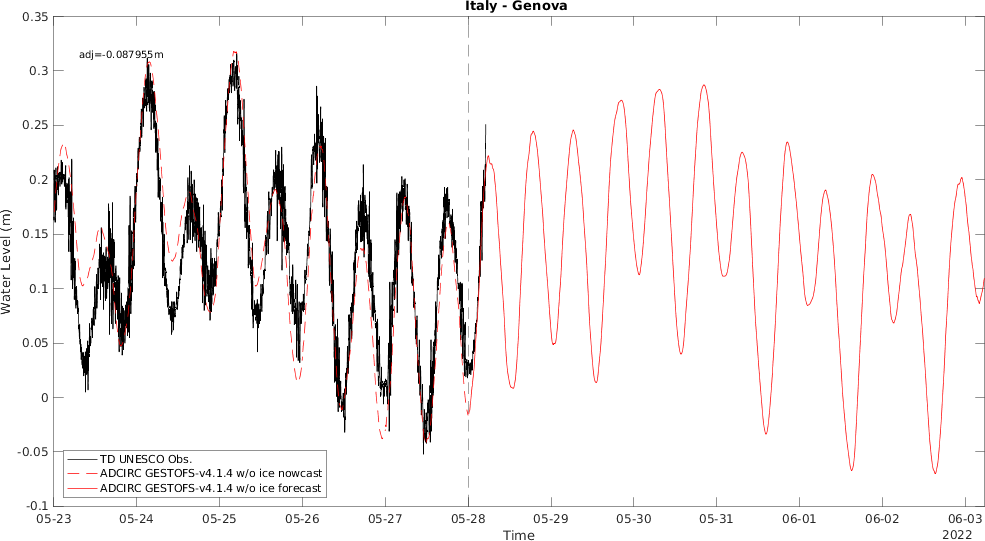 Italy - Genova
adj=-0.087955m
Water Level (m)
0.35
0.3
0.25
0.2
0.15
0.1
0.05
0
-0.05
-0.1
TD UNESCO Obs.
ADCIRC GESTOFS-v4.1.4 w/o ice nowcast
ADCIRC GESTOFS-v4.1.4 w/o ice forecast
05-23 05-24 05-25 05-26 05-27 05-28 05-29 05-30 05-31 06-01 06-02 06-03
Time
2022